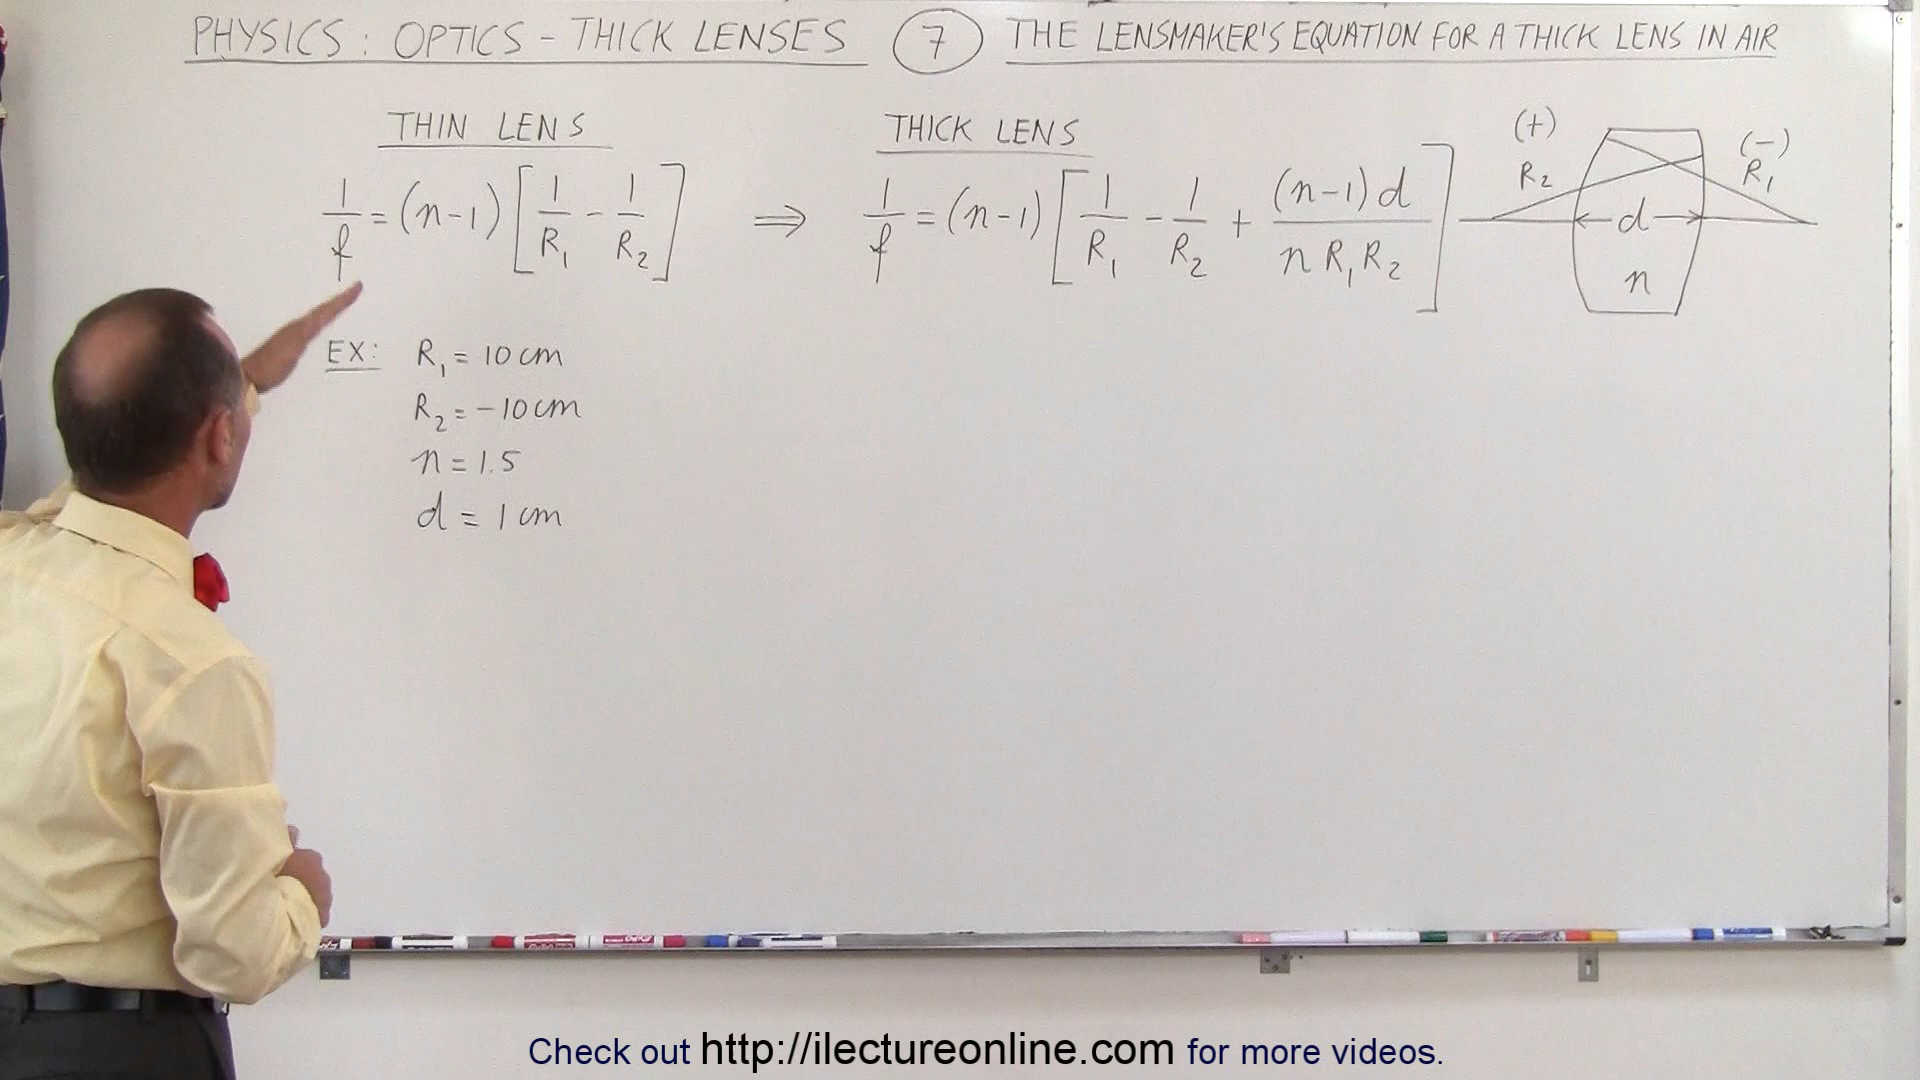 PHYSICS: OPTICS - THICK LENSES 7 THE LENSMAKER'S EQUATION FOR A THICK LENS IN AIR
THIN LENS
1/f = (n-1) [1/R₁ - 1/R₂]
⇒
THICK LENS
1/f = (n-1) [1/R₁ - 1/R₂ + (n-1)d / n R₁R₂]
(+)
R₂
(-)
R₁
d
n
EX: R₁ = 10 cm
R₂ = -10 cm
n = 1.5
d = 1 cm
Check out http://ilectureonline.com for more videos.